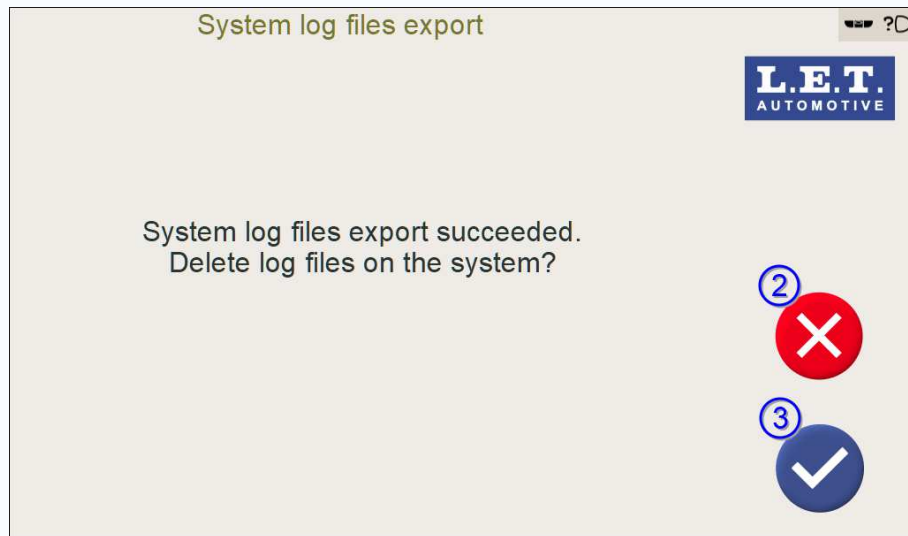 System log files export
?
L.E.T.
AUTOMOTIVE
System log files export succeeded.
Delete log files on the system?
2
3